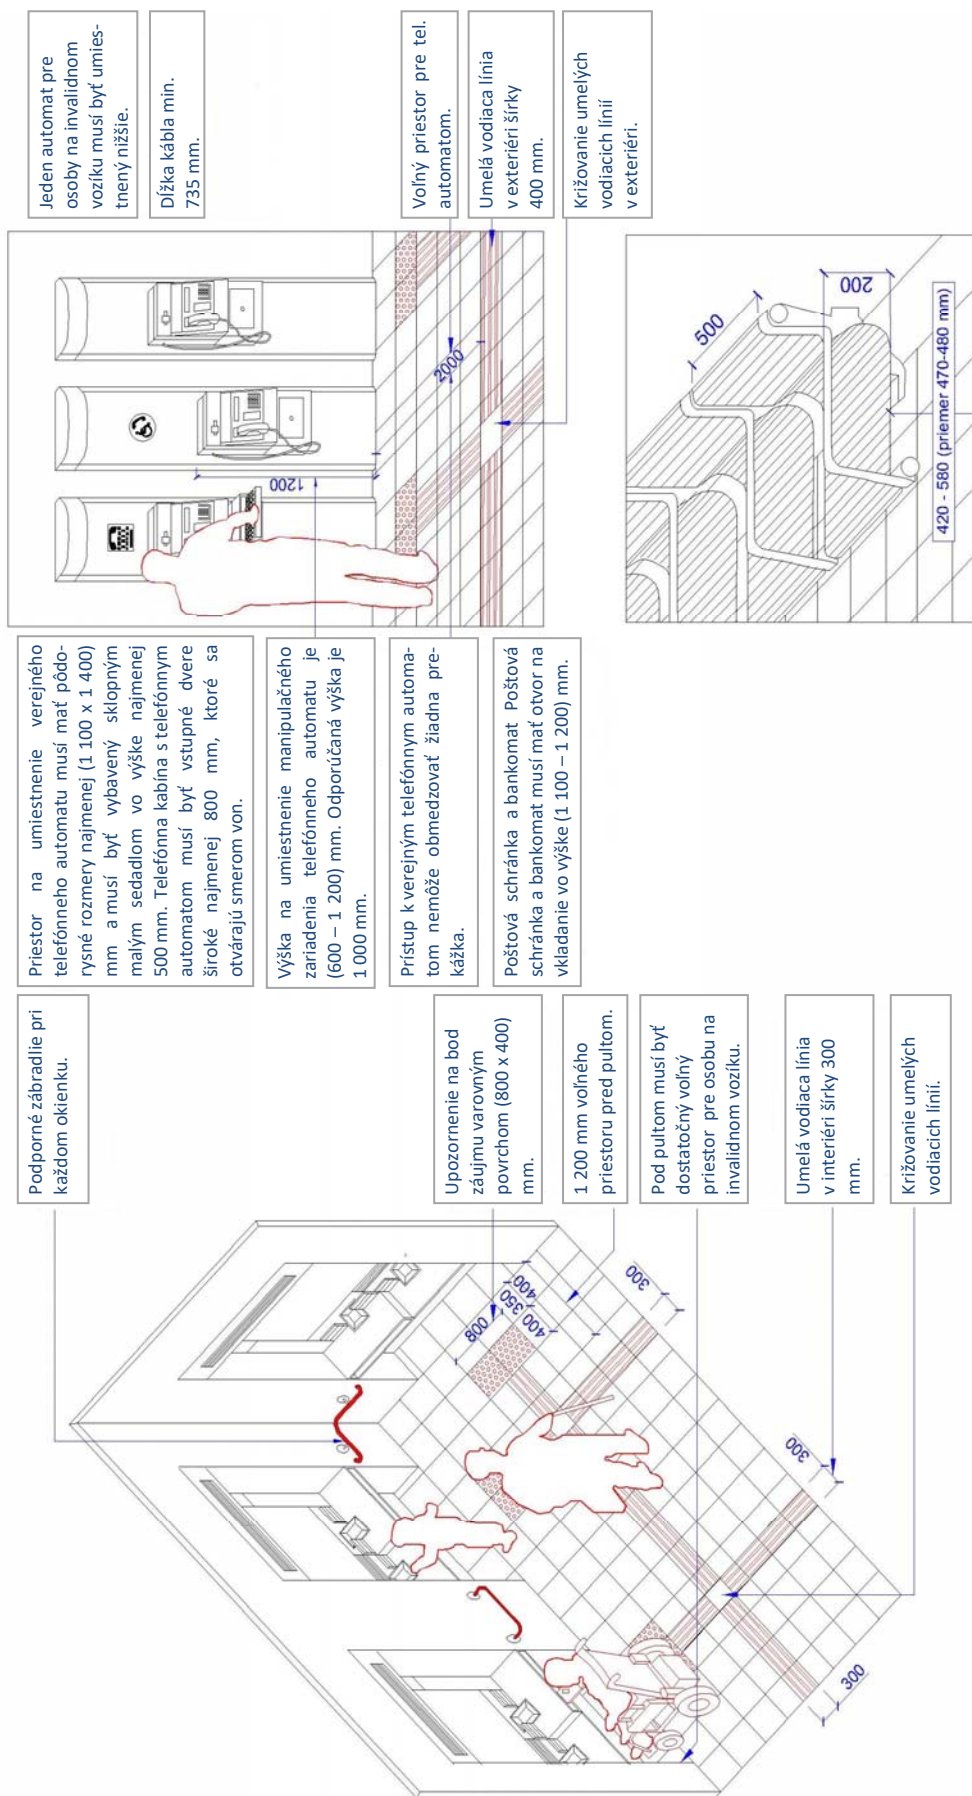 Podporné zábradlie pri
každom okienku.
Upozornenie na bod
záujmu varovným
povrchom (800 x 400)
mm.
1 200 mm voľného
priestoru pred pultom.
Pod pultom musí byť
dostatočný voľný
priestor pre osobu na
invalidnom vozíku.
Umelá vodiaca línia
v interiéri šírky 300
mm.
Križovanie umelých
vodiacich línií.
800
400
350
400
300
300
300
Priestor na umiestnenie verejného
telefónneho automatu musí mať pôdo-
rysné rozmery najmenej (1 100 x 1 400)
mm a musí byť vybavený sklopným
malým sedadlom vo výške najmenej
500 mm. Telefónna kabína s telefónnym
automatom musí byť vstupné dvere
široké najmenej 800 mm, ktoré sa
otvárajú smerom von.
Výška na umiestnenie manipulačného
zariadenia telefónneho automatu je
(600 – 1 200) mm. Odporúčaná výška je
1 000 mm.
Prístup k verejným telefónnym automa-
tom nemôže obmedzovať žiadna pre-
kážka.
Poštová schránka a bankomat Poštová
schránka a bankomat musí mať otvor na
vkladanie vo výške (1 100 – 1 200) mm.
1200
2000
Jeden automat pre
osoby na invalidnom
vozíku musí byť umies-
tnený nižšie.
Dĺžka kábla min.
735 mm.
Voľný priestor pre tel.
automatom.
Umelá vodiaca línia
v exteriéri šírky
400 mm.
Križovanie umelých
vodiacich línií
v exteriéri.
500
200
420 - 580 (priemer 470-480 mm)